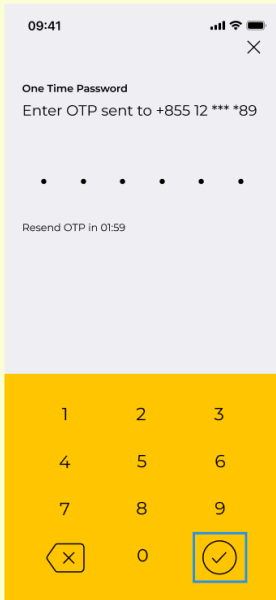 09:41
One Time Password
Enter OTP sent to +855 12 *** *89
Resend OTP in 01:59
1 2 3
4 5 6
7 8 9
0